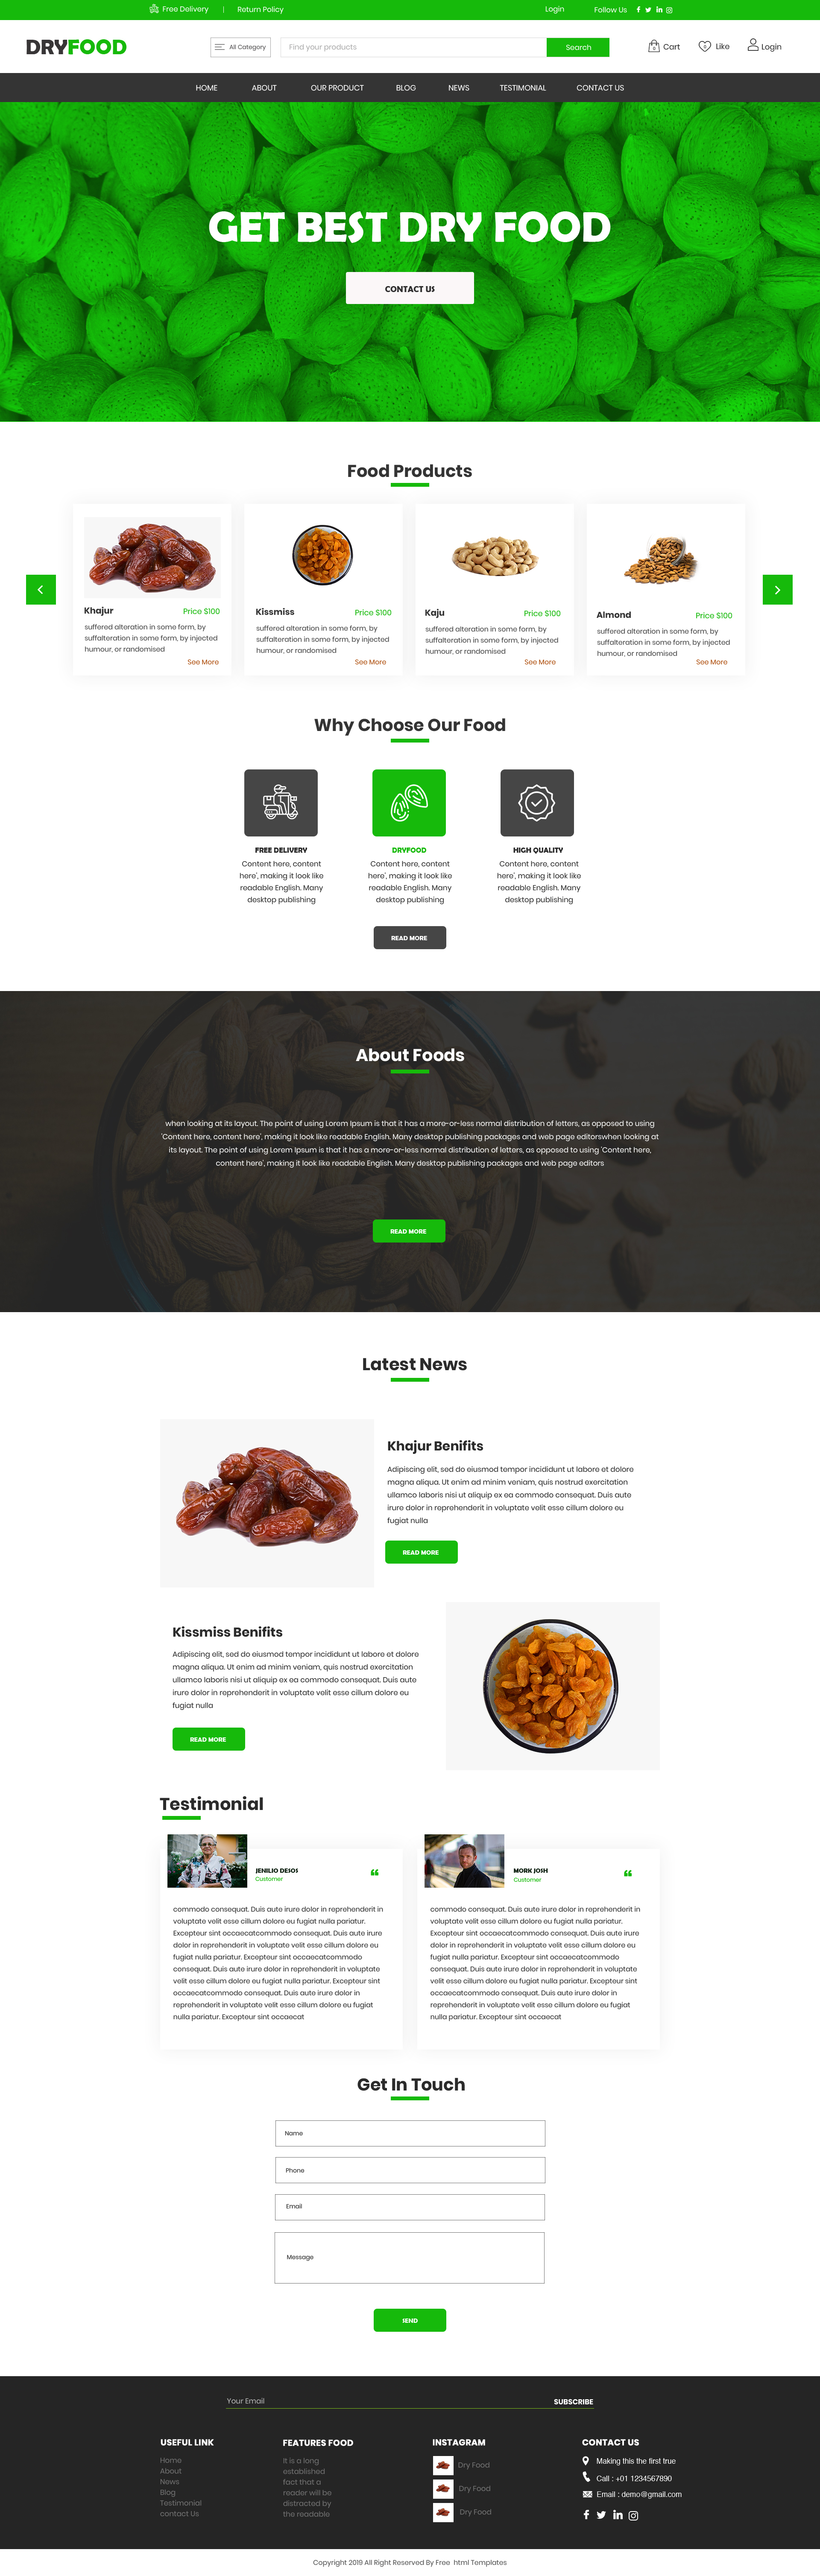 Free Delivery | Return Policy Login Follow Us
DRYFOOD All Category Find your products Search 0 Cart 0 Like Login
HOME ABOUT OUR PRODUCT BLOG NEWS TESTIMONIAL CONTACT US
GET BEST DRY FOOD
CONTACT US
Food Products
Khajur Price $100
suffered alteration in some form, by
suffalteration in some form, by injected
humour, or randomised
See More
Kissmiss Price $100
suffered alteration in some form, by
suffalteration in some form, by injected
humour, or randomised
See More
Kaju Price $100
suffered alteration in some form, by
suffalteration in some form, by injected
humour, or randomised
See More
Almond Price $100
suffered alteration in some form, by
suffalteration in some form, by injected
humour, or randomised
See More
Why Choose Our Food
FREE DELIVERY
Content here, content
here', making it look like
readable English. Many
desktop publishing
DRYFOOD
Content here, content
here', making it look like
readable English. Many
desktop publishing
HIGH QUALITY
Content here, content
here', making it look like
readable English. Many
desktop publishing
READ MORE
About Foods
when looking at its layout. The point of using Lorem Ipsum is that it has a more-or-less normal distribution of letters, as opposed to using
'Content here, content here', making it look like readable English. Many desktop publishing packages and web page editorswhen looking at
its layout. The point of using Lorem Ipsum is that it has a more-or-less normal distribution of letters, as opposed to using 'Content here,
content here', making it look like readable English. Many desktop publishing packages and web page editors
READ MORE
Latest News
Khajur Benifits
Adipiscing elit, sed do eiusmod tempor incididunt ut labore et dolore
magna aliqua. Ut enim ad minim veniam, quis nostrud exercitation
ullamco laboris nisi ut aliquip ex ea commodo consequat. Duis aute
irure dolor in reprehenderit in voluptate velit esse cillum dolore eu
fugiat nulla
READ MORE
Kissmiss Benifits
Adipiscing elit, sed do eiusmod tempor incididunt ut labore et dolore
magna aliqua. Ut enim ad minim veniam, quis nostrud exercitation
ullamco laboris nisi ut aliquip ex ea commodo consequat. Duis aute
irure dolor in reprehenderit in voluptate velit esse cillum dolore eu
fugiat nulla
READ MORE
Testimonial
JENILIO DESOS
Customer
commodo consequat. Duis aute irure dolor in reprehenderit in
voluptate velit esse cillum dolore eu fugiat nulla pariatur.
Excepteur sint occaecatcommodo consequat. Duis aute irure
dolor in reprehenderit in voluptate velit esse cillum dolore eu
fugiat nulla pariatur. Excepteur sint occaecatcommodo
consequat. Duis aute irure dolor in reprehenderit in voluptate
velit esse cillum dolore eu fugiat nulla pariatur. Excepteur sint
occaecatcommodo consequat. Duis aute irure dolor in
reprehenderit in voluptate velit esse cillum dolore eu fugiat
nulla pariatur. Excepteur sint occaecat
MORK JOSH
Customer
commodo consequat. Duis aute irure dolor in reprehenderit in
voluptate velit esse cillum dolore eu fugiat nulla pariatur.
Excepteur sint occaecatcommodo consequat. Duis aute irure
dolor in reprehenderit in voluptate velit esse cillum dolore eu
fugiat nulla pariatur. Excepteur sint occaecatcommodo
consequat. Duis aute irure dolor in reprehenderit in voluptate
velit esse cillum dolore eu fugiat nulla pariatur. Excepteur sint
occaecatcommodo consequat. Duis aute irure dolor in
reprehenderit in voluptate velit esse cillum dolore eu fugiat
nulla pariatur. Excepteur sint occaecat
Get In Touch
Name
Phone
Email
Message
SEND
Your Email SUBSCRIBE
USEFUL LINK
Home
About
News
Blog
Testimonial
contact Us
FEATURES FOOD
It is a long
established
fact that a
reader will be
distracted by
the readable
INSTAGRAM
Dry Food
Dry Food
Dry Food
CONTACT US
Making this the first true
Call : +01 1234567890
Email : demo@gmail.com
Copyright 2019 All Right Reserved By Free html Templates